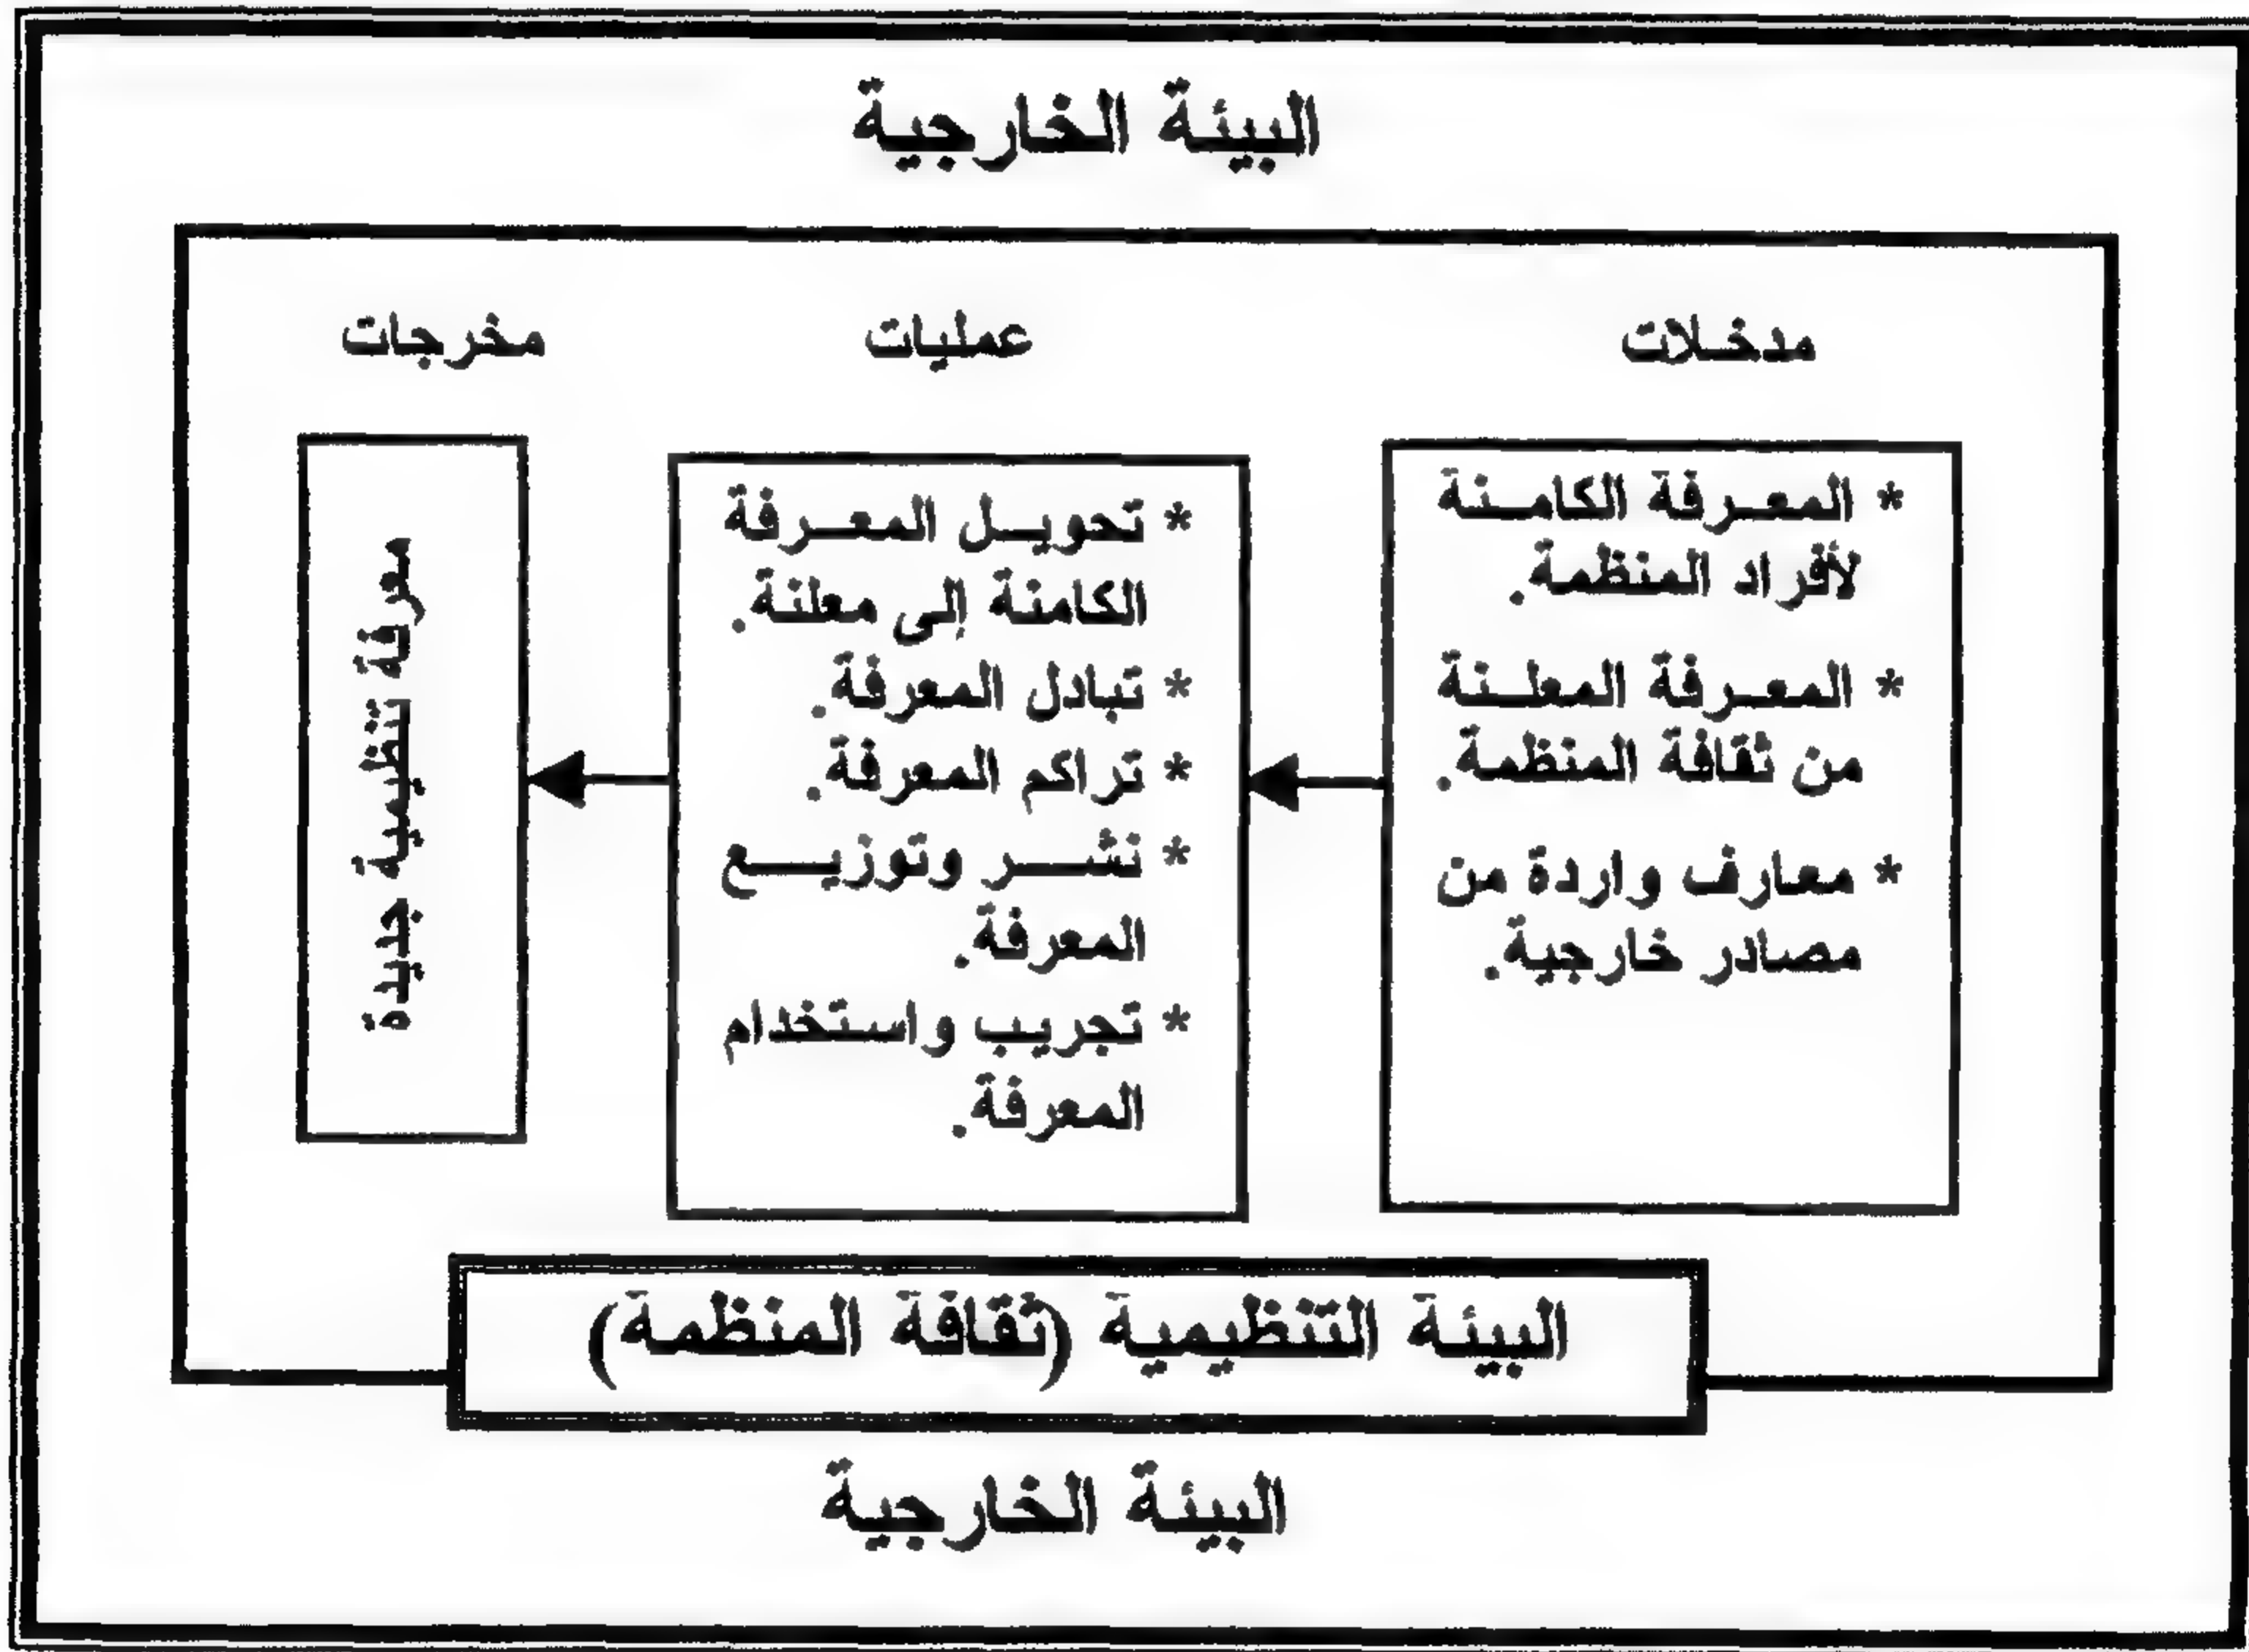 البيئة الخارجية
مدخلات
عمليات
مخرجات
* المعرفة الكامنة
لأفراد المنظمة.
* المعرفة المعلنة
من ثقافة المنظمة.
* معارف واردة من
مصادر خارجية.
* تحويل المعرفة
الكامنة إلى معلنة.
* تبادل المعرفة.
* تراكم المعرفة.
* نشر وتوزيع
المعرفة.
* تجريب واستخدام
المعرفة.
معرفة تنظيمية جديدة
البيئة التنظيمية (ثقافة المنظمة)
البيئة الخارجية